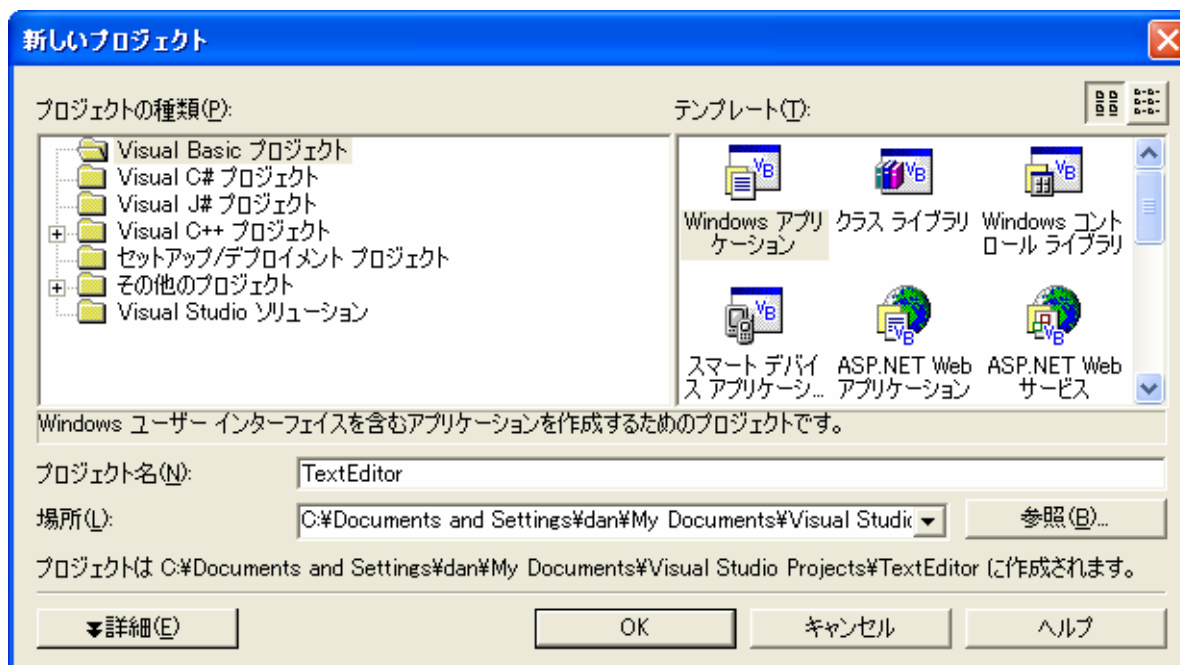 新しいプロジェクト
プロジェクトの種類(P):
テンプレート(T):
Visual Basic プロジェクト
Visual C# プロジェクト
Visual J# プロジェクト
Visual C++ プロジェクト
セットアップ/デプロイメント プロジェクト
その他のプロジェクト
Visual Studio ソリューション
Windows アプリ
ケーション
クラス ライブラリ
Windows コント
ロール ライブラリ
スマート デバイ
ス アプリケーシ...
ASP.NET Web
アプリケーション
ASP.NET Web
サービス
Windows ユーザー インターフェイスを含むアプリケーションを作成するためのプロジェクトです。
プロジェクト名(N):
TextEditor
場所(L):
C:¥Documents and Settings¥dan¥My Documents¥Visual Studio
参照(B)...
プロジェクトは C:¥Documents and Settings¥dan¥My Documents¥Visual Studio Projects¥TextEditor に作成されます。
詳細(E)
OK
キャンセル
ヘルプ